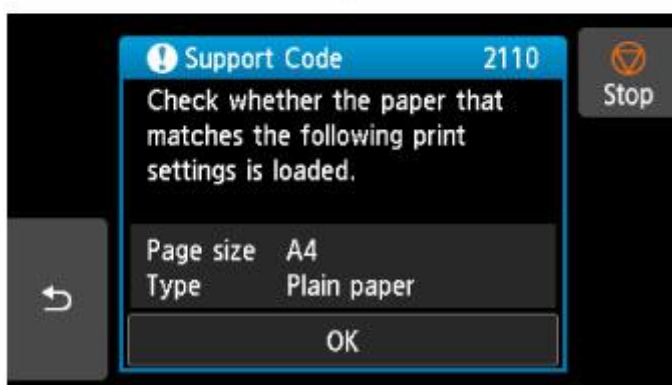 Support Code 2110
Stop
Check whether the paper that
matches the following print
settings is loaded.
Page size A4
Type Plain paper
OK